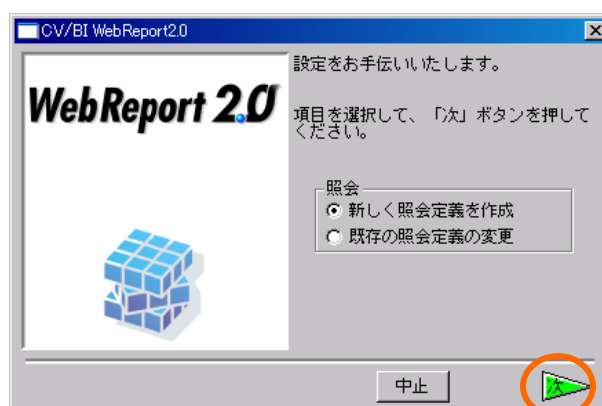 CV/BI WebReport2.0
WebReport 2.0
設定をお手伝いいたします。
項目を選択して、「次」ボタンを押して
ください。
照会
新しく照会定義を作成
既存の照会定義の変更
中止
次